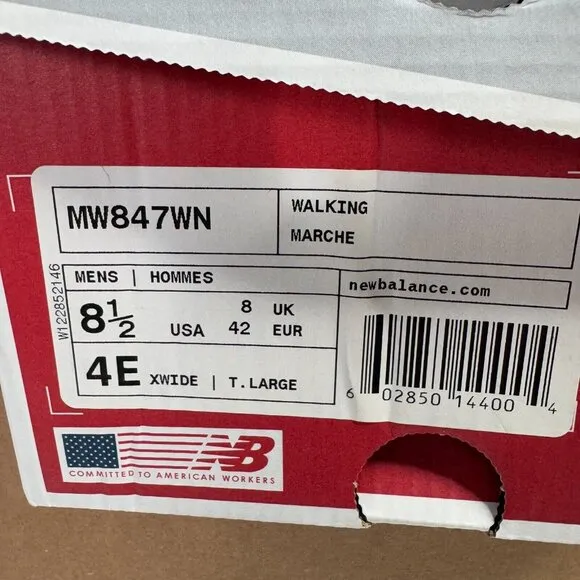 MW847WN
WALKING
MARCHE
W122852146
MENS | HOMMES
8½ USA 8 UK
42 EUR
4E XWIDE | T.LARGE
newbalance.com
6 02850 14400 4
NB
COMMITTED TO AMERICAN WORKERS